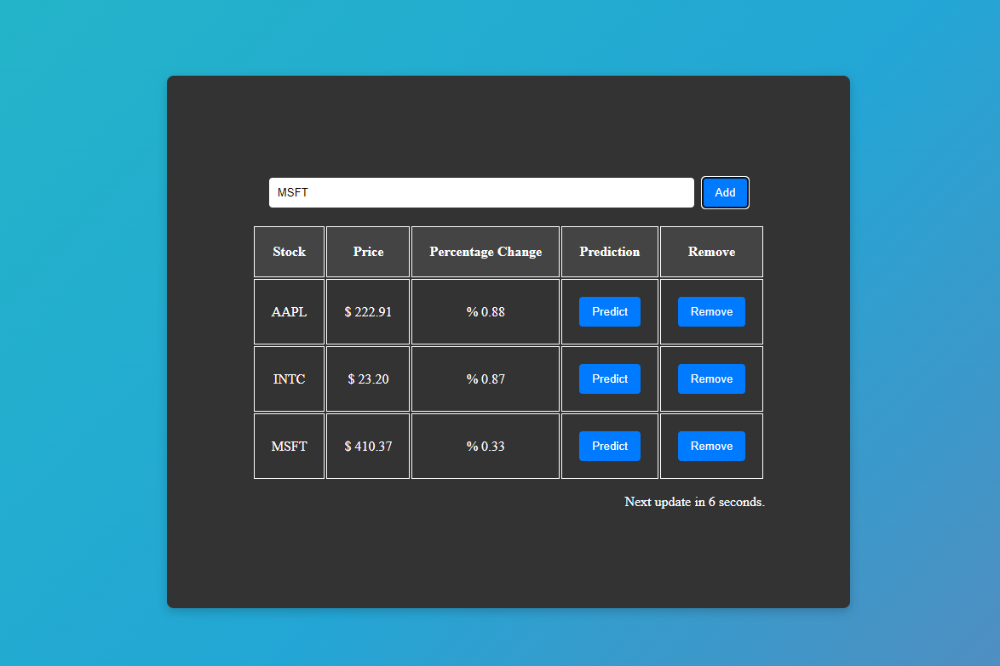 MSFT Add
Stock Price Percentage Change Prediction Remove
AAPL $ 222.91 % 0.88 Predict Remove
INTC $ 23.20 % 0.87 Predict Remove
MSFT $ 410.37 % 0.33 Predict Remove
Next update in 6 seconds.